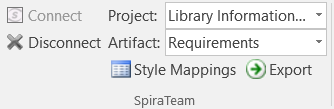 Connect Project: Library Information...
Disconnect Artifact: Requirements
Style Mappings Export
SpiraTeam